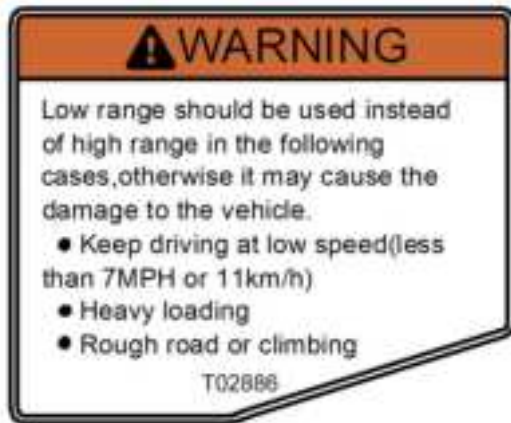 WARNING
Low range should be used instead
of high range in the following
cases,otherwise it may cause the
damage to the vehicle.
● Keep driving at low speed(less
than 7MPH or 11km/h)
● Heavy loading
● Rough road or climbing
T02886